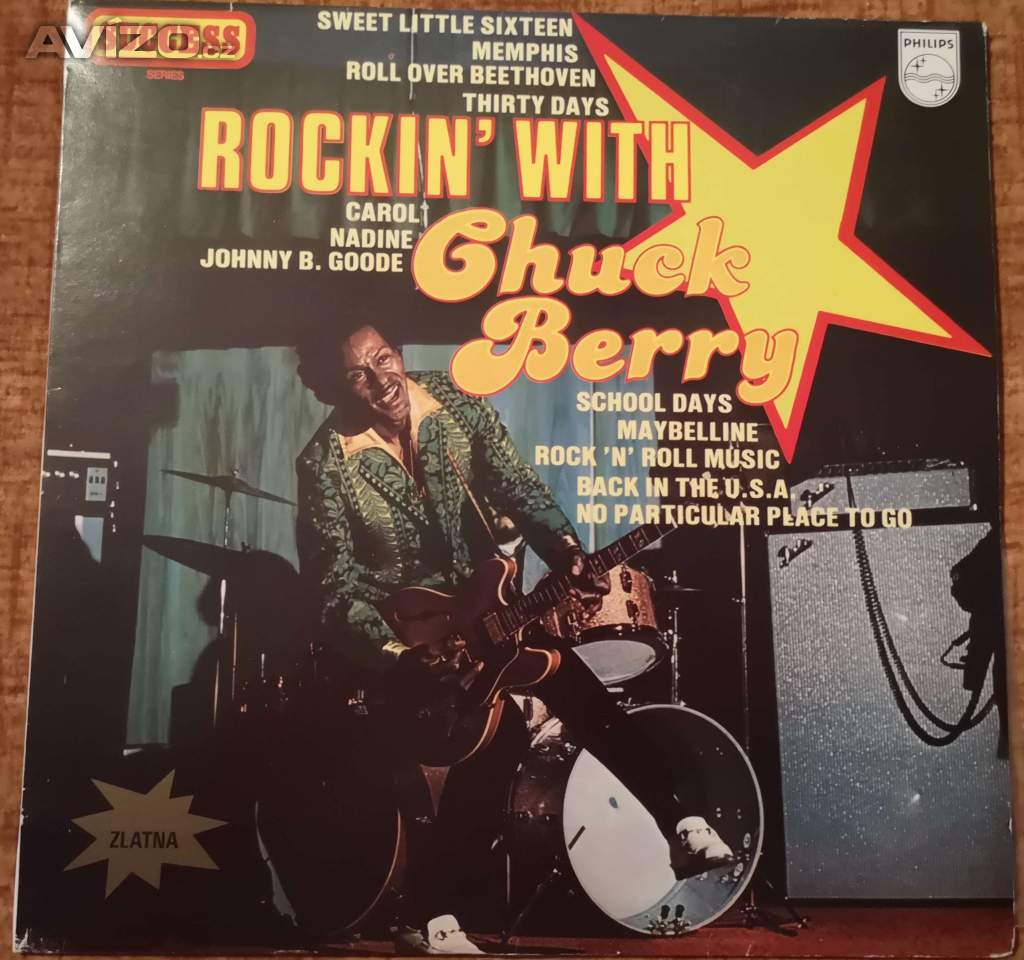 SWEET LITTLE SIXTEEN
MEMPHIS
ROLL OVER BEETHOVEN
THIRTY DAYS
AVIZO.cz
SERIES
PHILIPS
ROCKIN' WITH
CAROL
NADINE
JOHNNY B. GOODE
Chuck
Berry
SCHOOL DAYS
MAYBELLINE
ROCK 'N' ROLL MUSIC
BACK IN THE U.S.A.
NO PARTICULAR PLACE TO GO
ZLATNA